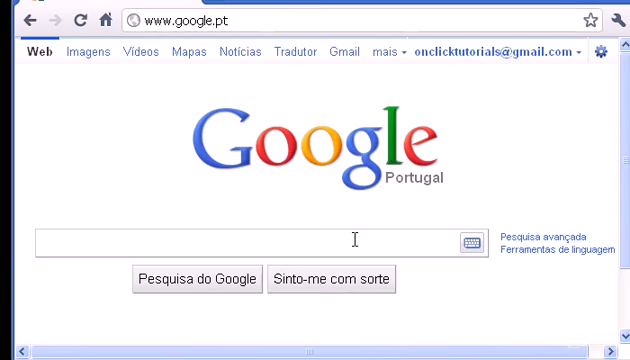 www.google.pt
Web Imagens Vídeos Mapas Notícias Tradutor Gmail mais onclicktutorials@gmail.com
Google
Portugal
Pesquisa avançada
Ferramentas de linguagem
Pesquisa do Google Sinto-me com sorte